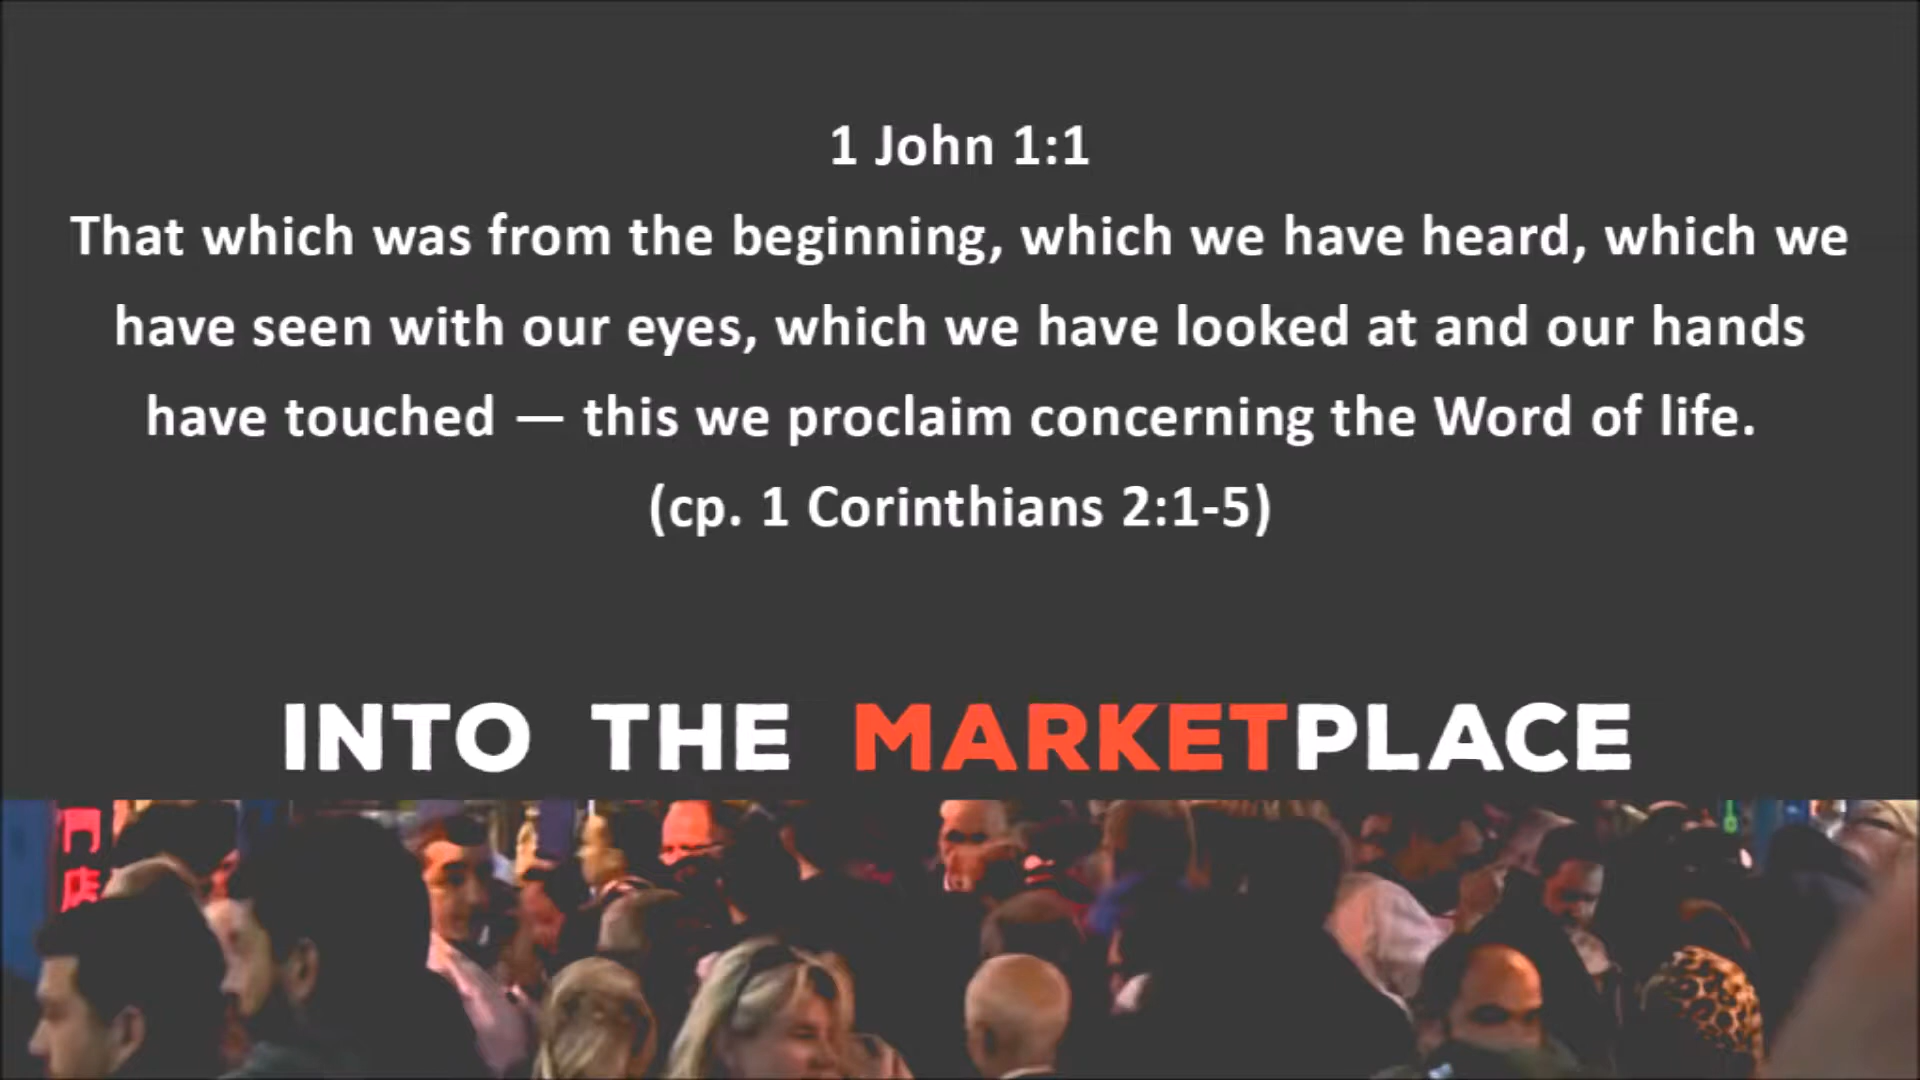 1 John 1:1
That which was from the beginning, which we have heard, which we
have seen with our eyes, which we have looked at and our hands
have touched — this we proclaim concerning the Word of life.
(cp. 1 Corinthians 2:1-5)
INTO THE MARKETPLACE
門
店